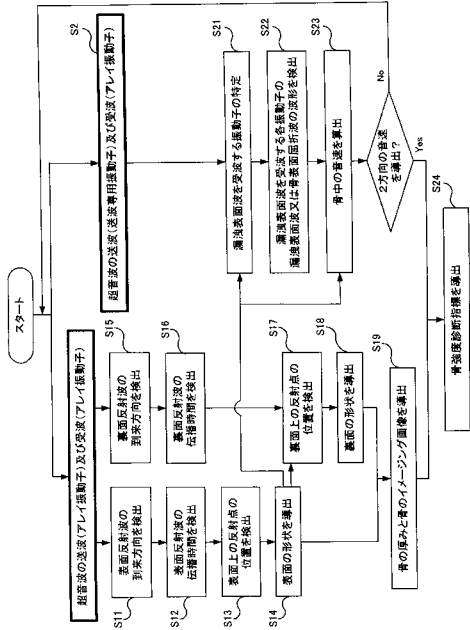 スタート
超音波の送波(アレイ振動子)及び受波(アレイ振動子)
S11
表面反射波の
到来方向を検出
S12
表面反射波の
伝播時間を検出
S13
表面上の反射点の
位置を検出
S14
表面の形状を導出
S15
裏面反射波の
到来方向を検出
S16
裏面反射波の
伝播時間を検出
S17
裏面上の反射点の
位置を検出
S18
裏面の形状を導出
S19
骨の厚みと骨のイメージング画像を導出
S2
超音波の送波(送波専用振動子)及び受波(アレイ振動子)
S21
漏洩表面波を受波する振動子の特定
S22
漏洩表面波を受波する各振動子の
漏洩表面波又は骨表面屈折波の波形を検出
S23
骨中の音速を算出
2方向の音速
を導出?
No
Yes
S24
骨強度診断指標を導出